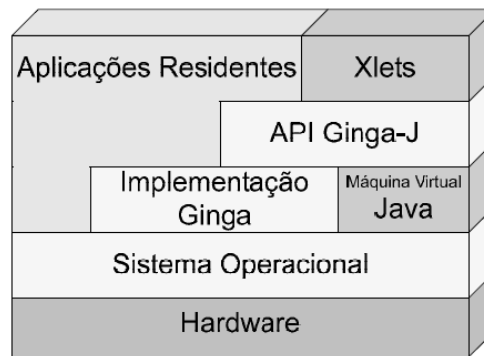 Aplicações Residentes
Xlets
API Ginga-J
Implementação
Ginga
Máquina Virtual
Java
Sistema Operacional
Hardware